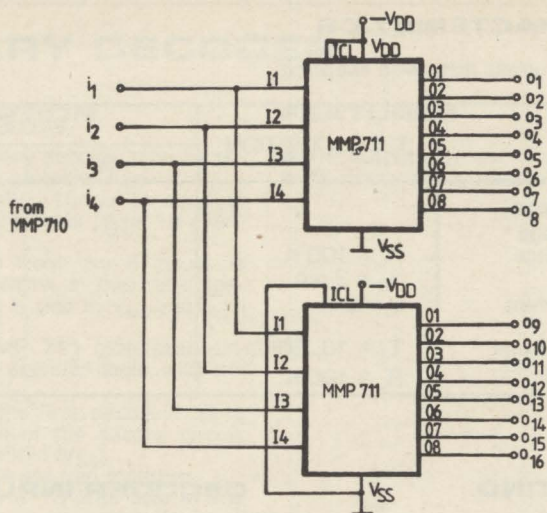 −VDD
ICL VDD
i1 I1 01 o1
02 o2
i2 I2 03 o3
MMP711 04 o4
i3 I3 05 o5
06 o6
i4 I4 07 o7
08 o8
from
MMP710
VSS
ICL −VDD
I1 01 o9
02 o10
I2 03 o11
04 o12
MMP 711 05 o13
I3 06 o14
07 o15
I4 08 o16
VSS